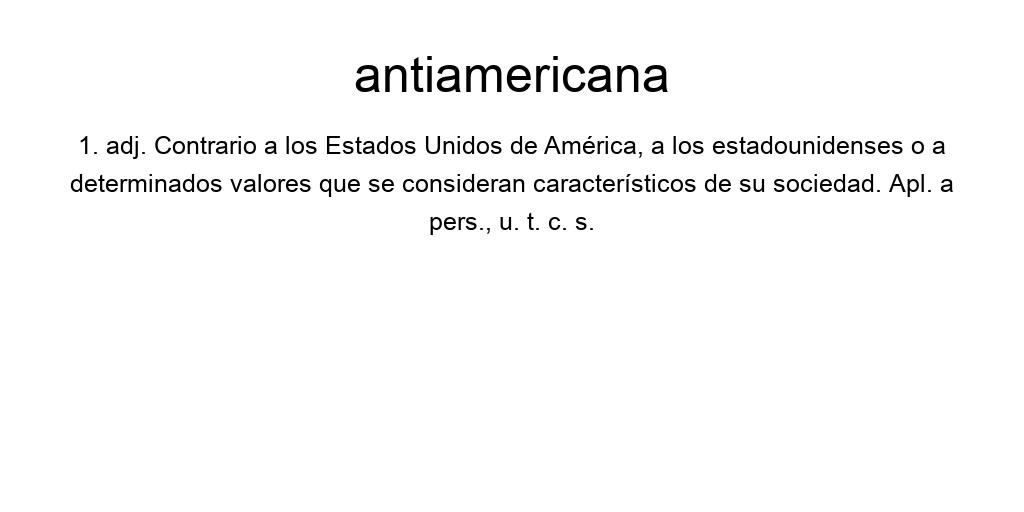 antiamericana
1. adj. Contrario a los Estados Unidos de América, a los estadounidenses o a
determinados valores que se consideran característicos de su sociedad. Apl. a
pers., u. t. c. s.